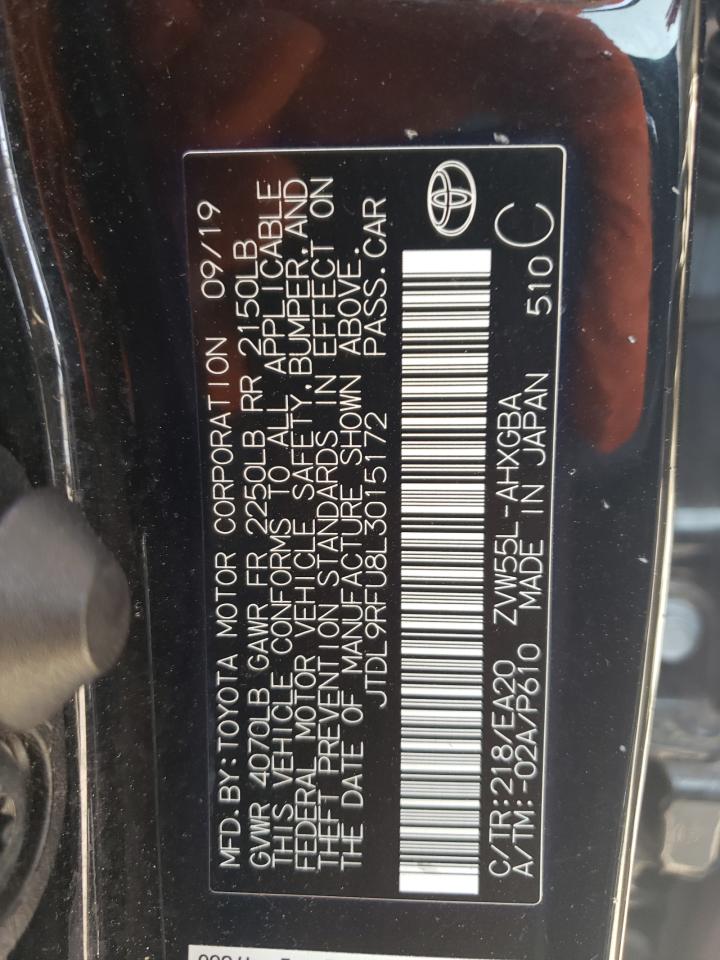 MFD. BY: TOYOTA MOTOR CORPORATION 09/19
GVWR 4070LB GAWR FR 2250LB RR 2150LB
THIS VEHICLE CONFORMS TO ALL APPLICABLE
FEDERAL MOTOR VEHICLE SAFETY, BUMPER, AND
THEFT PREVENTION STANDARDS IN EFFECT ON
THE DATE OF MANUFACTURE SHOWN ABOVE.
JTDL9RFU8L3015172 PASS. CAR
C/TR: 218/EA20 ZVW55L-AHXGBA
A/TM: -02A/P610 MADE IN JAPAN 510 C